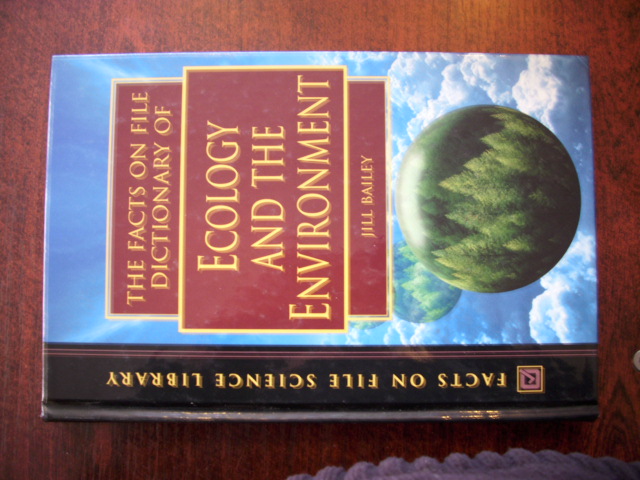 THE FACTS ON FILE
DICTIONARY OF
ECOLOGY
AND THE
ENVIRONMENT
JILL BAILEY
FACTS ON FILE SCIENCE LIBRARY